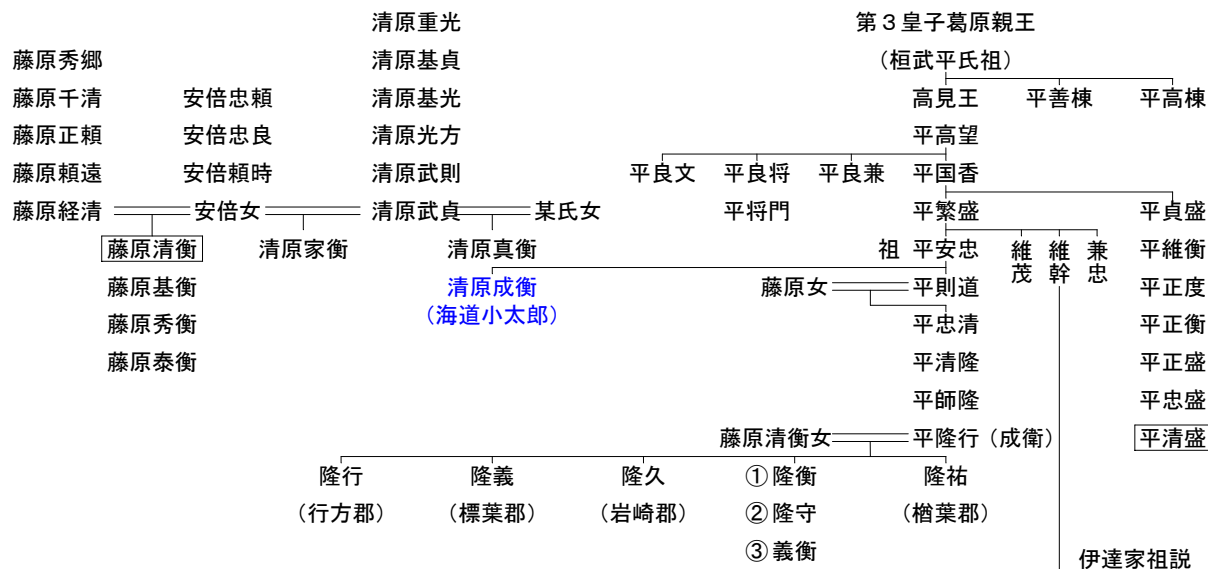 清原重光 第３皇子葛原親王
藤原秀郷 清原基貞 （桓武平氏祖）
藤原千清 安倍忠頼 清原基光 高見王 平善棟 平高棟
藤原正頼 安倍忠良 清原光方 平高望
藤原頼遠 安倍頼時 清原武則 平良文 平良将 平良兼 平国香
藤原経清 安倍女 清原武貞 某氏女 平将門 平繁盛 平貞盛
藤原清衡 清原家衡 清原真衡 祖 平安忠 維茂 維幹 兼忠 平維衡
藤原基衡 清原成衡 藤原女 平則道 平正度
藤原秀衡 （海道小太郎） 平忠清 平正衡
藤原泰衡 平清隆 平正盛
平師隆 平忠盛
藤原清衡女 平隆行（成衛） 平清盛
隆行 隆義 隆久 ①隆衡 隆祐
（行方郡） （標葉郡） （岩崎郡） ②隆守 （楢葉郡）
③義衡 伊達家祖説